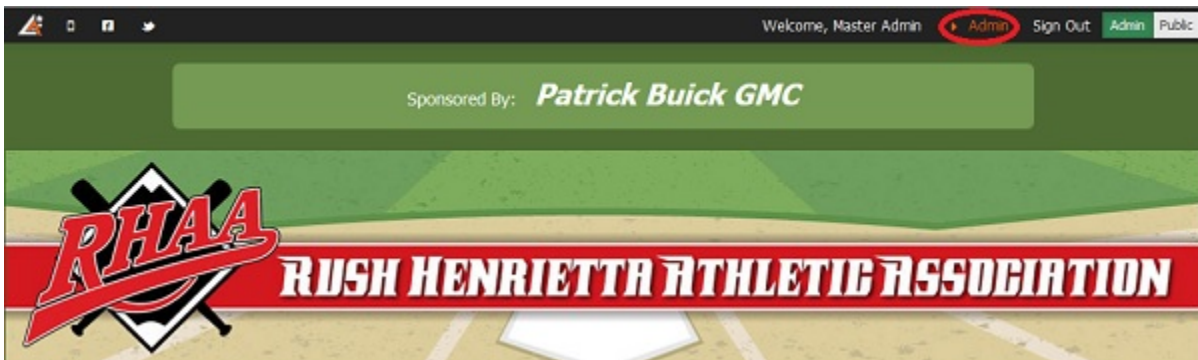 Welcome, Master Admin Admin Sign Out Admin Public
Sponsored By: Patrick Buick GMC
RHAA
RUSH HENRIETTA ATHLETIC ASSOCIATION